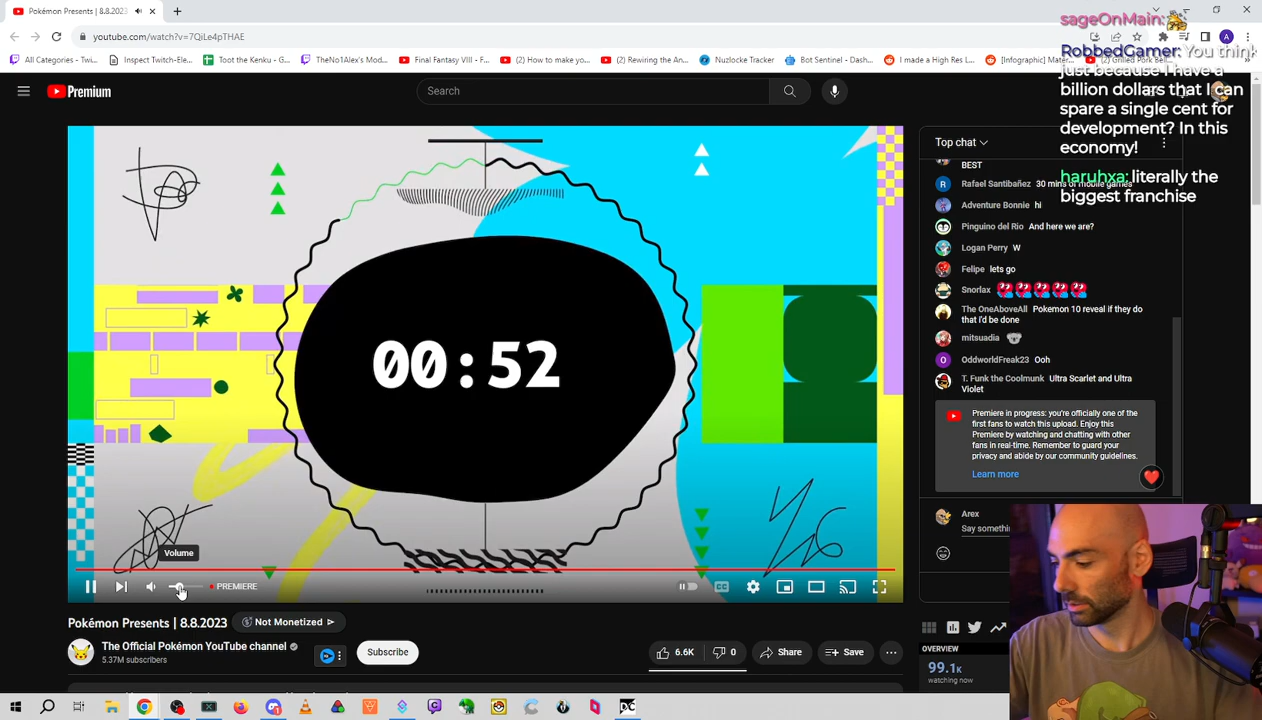 Pokémon Presents | 8.8.2023
youtube.com/watch?v=7QiLe4pTHAE
All Categories - Twi...
Inspect Twitch-Ele...
Toot the Kenku - G...
TheNo1Alex's Mod...
Final Fantasy VIII - F...
(2) How to make yo...
(2) Rewiring the An...
Nuzlocke Tracker
Bot Sentinel – Dash...
I made a High Res L...
[Infographic] Mater...
(2) Grilled Pork Bel...
sageOnMain:
RobbedGamer: You think
just because I have a
billion dollars that I can
spare a single cent for
development? In this
economy!
haruhxa: literally the
biggest franchise
Premium
Search
Top chat
BEST
Rafael Santibañez 30 mins of mobile games
Adventure Bonnie hi
Pinguino del Rio And here we are?
Logan Perry W
Felipe lets go
Snorlax
The OneAboveAll Pokemon 10 reveal if they do
that I'd be done
mitsuadia
OddworldFreak23 Ooh
T. Funk the Coolmunk Ultra Scarlet and Ultra
Violet
Premiere in progress: you're officially one of the
first fans to watch this upload. Enjoy this
Premiere by watching and chatting with other
fans in real-time. Remember to guard your
privacy and abide by our community guidelines.
Learn more
Arex
Say somethin
00:52
Volume
PREMIERE
Pokémon Presents | 8.8.2023
Not Monetized
The Official Pokémon YouTube channel
5.37M subscribers
Subscribe
6.6K
0
Share
Save
OVERVIEW
99.1K
watching now